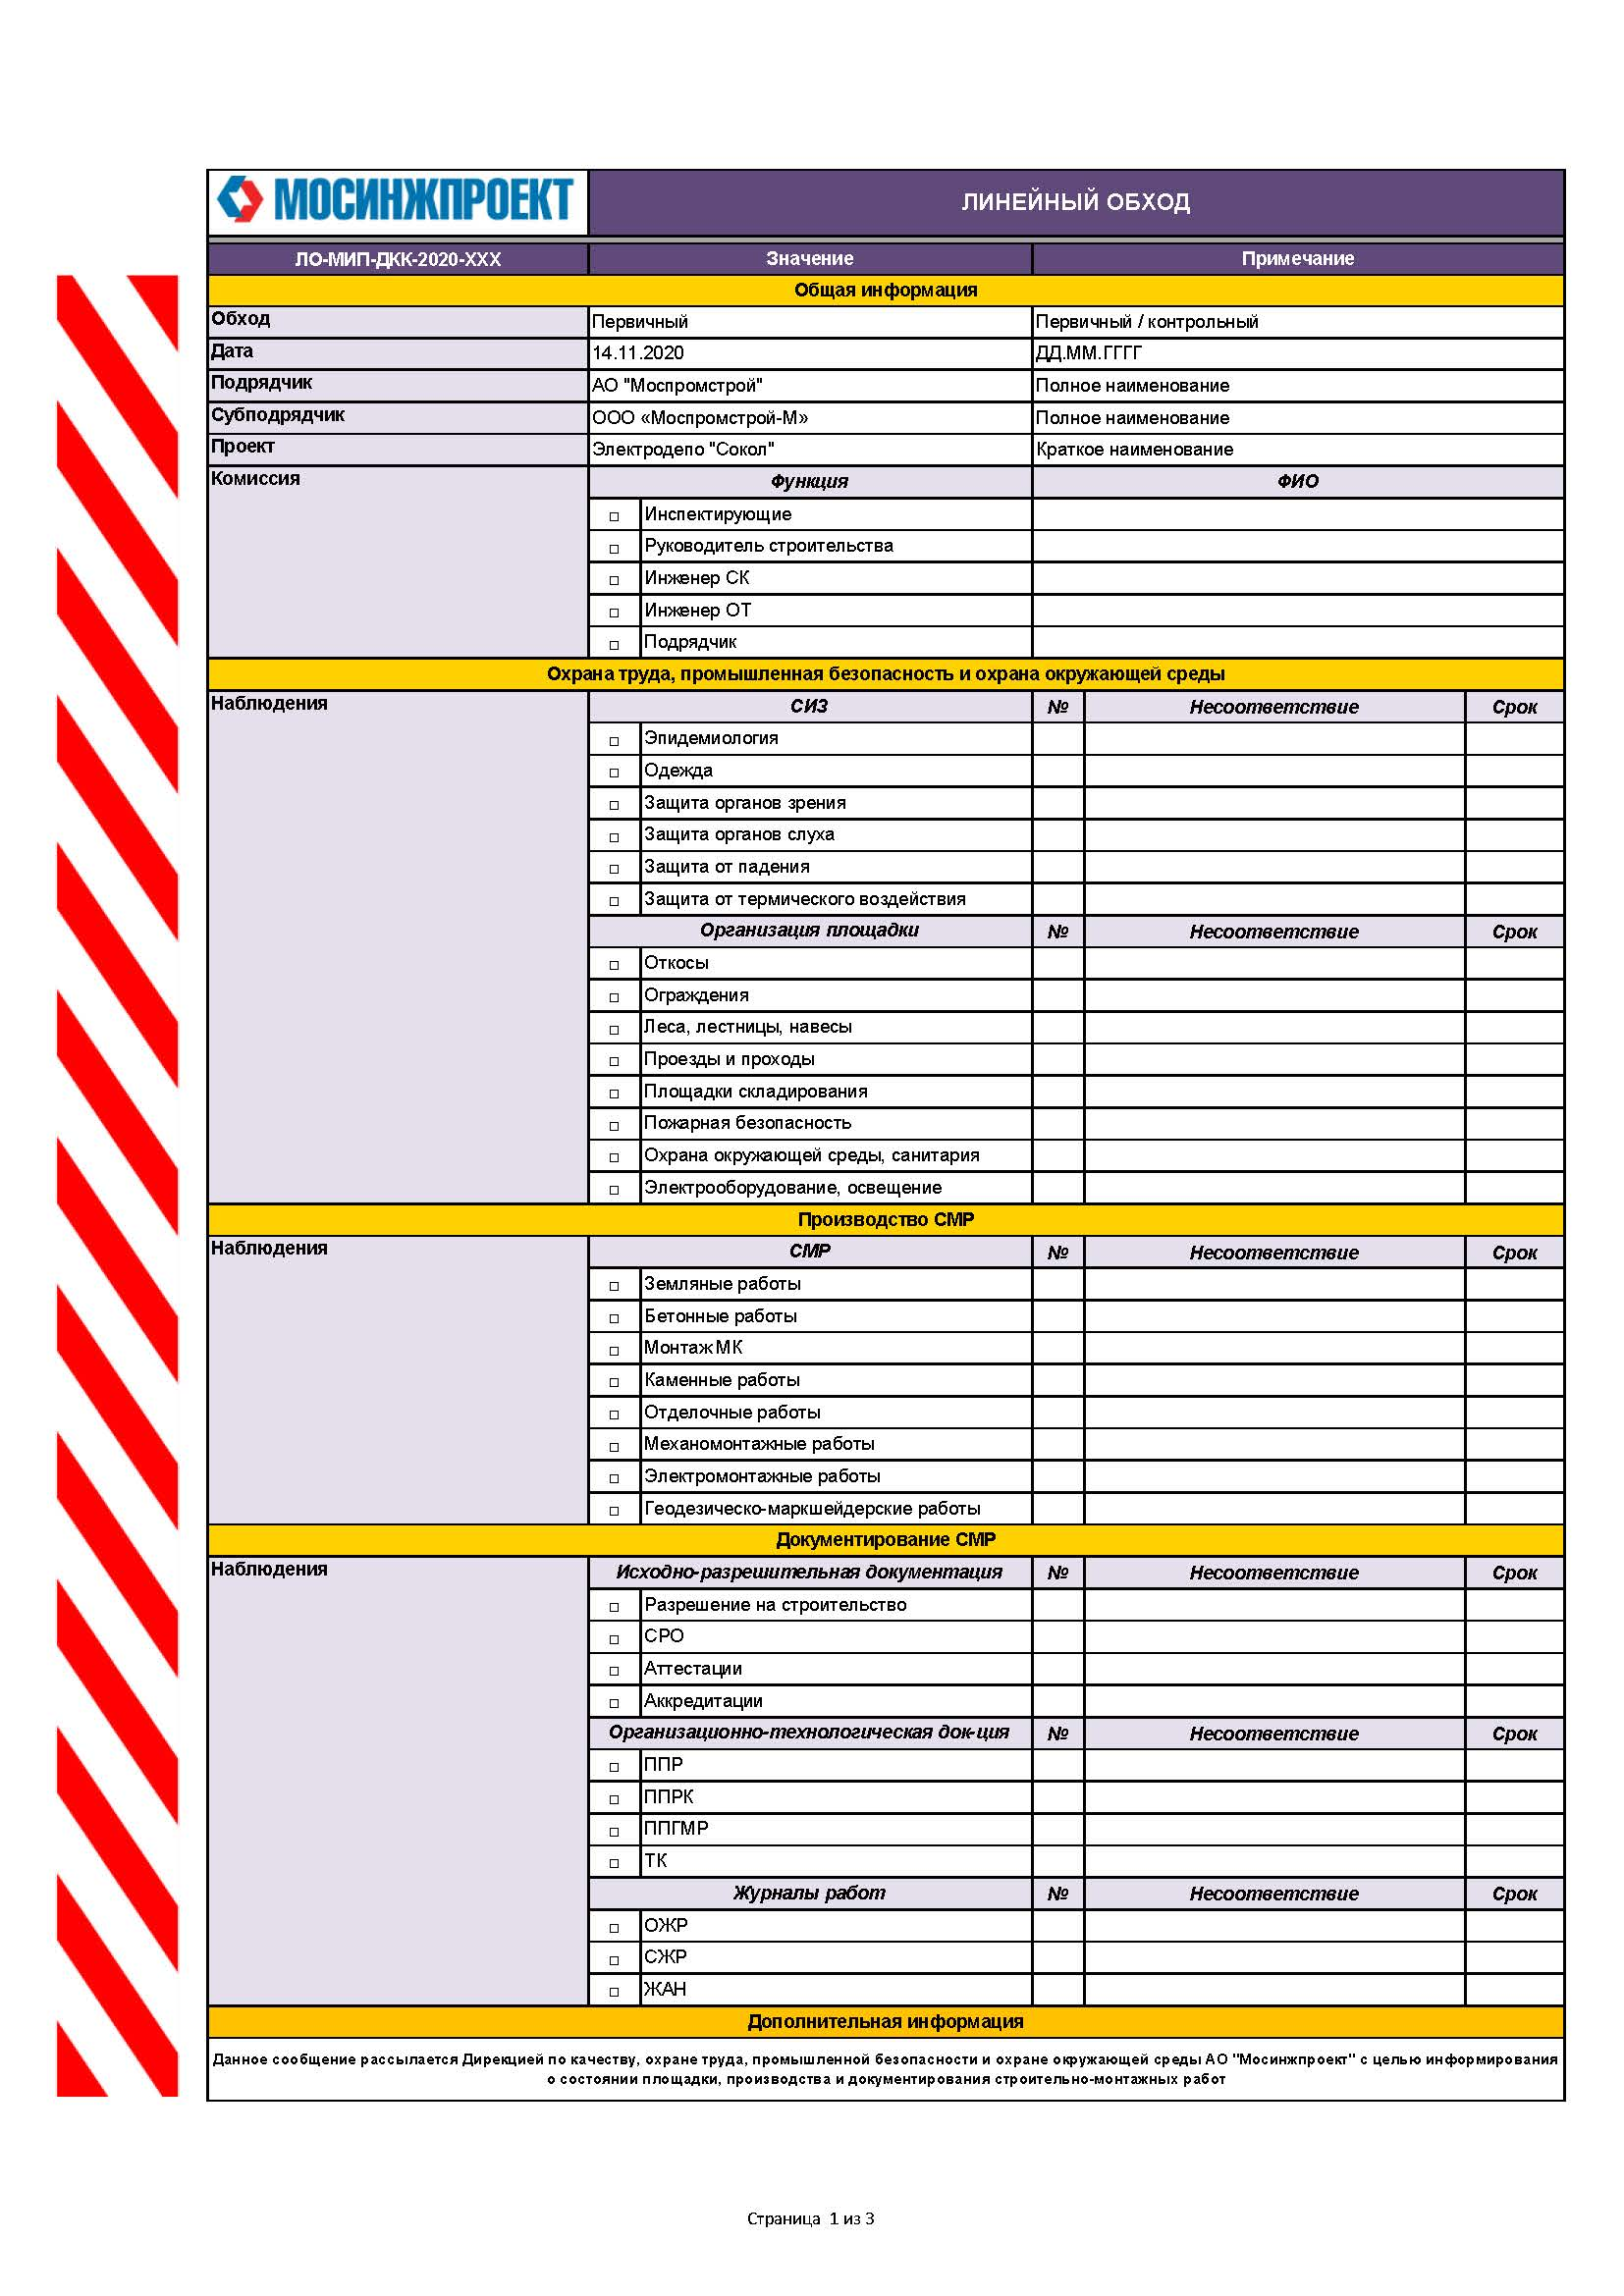 МОСИНЖПРОЕКТ ЛИНЕЙНЫЙ ОБХОД
ЛО-МИП-ДКК-2020-ХХХ Значение Примечание
Общая информация
Обход Первичный Первичный / контрольный
Дата 14.11.2020 ДД.ММ.ГГГГ
Подрядчик АО "Моспромстрой" Полное наименование
Субподрядчик ООО «Моспромстрой-М» Полное наименование
Проект Электродепо "Сокол" Краткое наименование
Комиссия Функция ФИО
Инспектирующие
Руководитель строительства
Инженер СК
Инженер ОТ
Подрядчик
Охрана труда, промышленная безопасность и охрана окружающей среды
Наблюдения СИЗ № Несоответствие Срок
Эпидемиология
Одежда
Защита органов зрения
Защита органов слуха
Защита от падения
Защита от термического воздействия
Организация площадки № Несоответствие Срок
Откосы
Ограждения
Леса, лестницы, навесы
Проезды и проходы
Площадки складирования
Пожарная безопасность
Охрана окружающей среды, санитария
Электрооборудование, освещение
Производство СМР
Наблюдения СМР № Несоответствие Срок
Земляные работы
Бетонные работы
Монтаж МК
Каменные работы
Отделочные работы
Механомонтажные работы
Электромонтажные работы
Геодезическо-маркшейдерские работы
Документирование СМР
Наблюдения Исходно-разрешительная документация № Несоответствие Срок
Разрешение на строительство
СРО
Аттестации
Аккредитации
Организационно-технологическая док-ция № Несоответствие Срок
ППР
ППРК
ППГМР
ТК
Журналы работ № Несоответствие Срок
ОЖР
СЖР
ЖАН
Дополнительная информация
Данное сообщение рассылается Дирекцией по качеству, охране труда, промышленной безопасности и охране окружающей среды АО "Мосинжпроект" с целью информирования
о состоянии площадки, производства и документирования строительно-монтажных работ
Страница 1 из 3